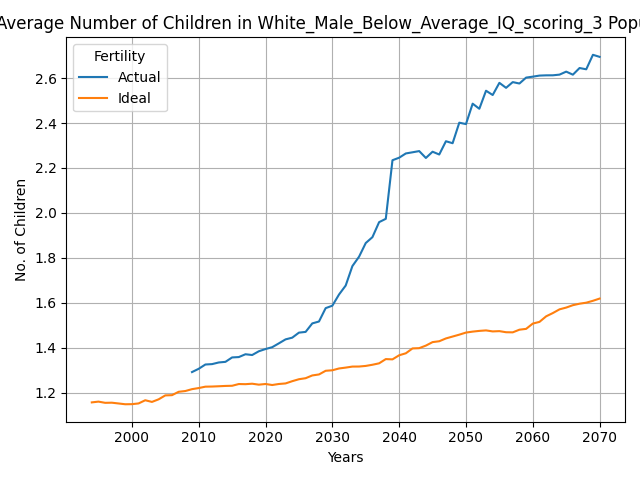 Average Number of Children in White_Male_Below_Average_IQ_scoring_3 Popu
Fertility
Actual
Ideal
2.6
2.4
2.2
2.0
1.8
1.6
1.4
1.2
No. of Children
2000 2010 2020 2030 2040 2050 2060 2070
Years